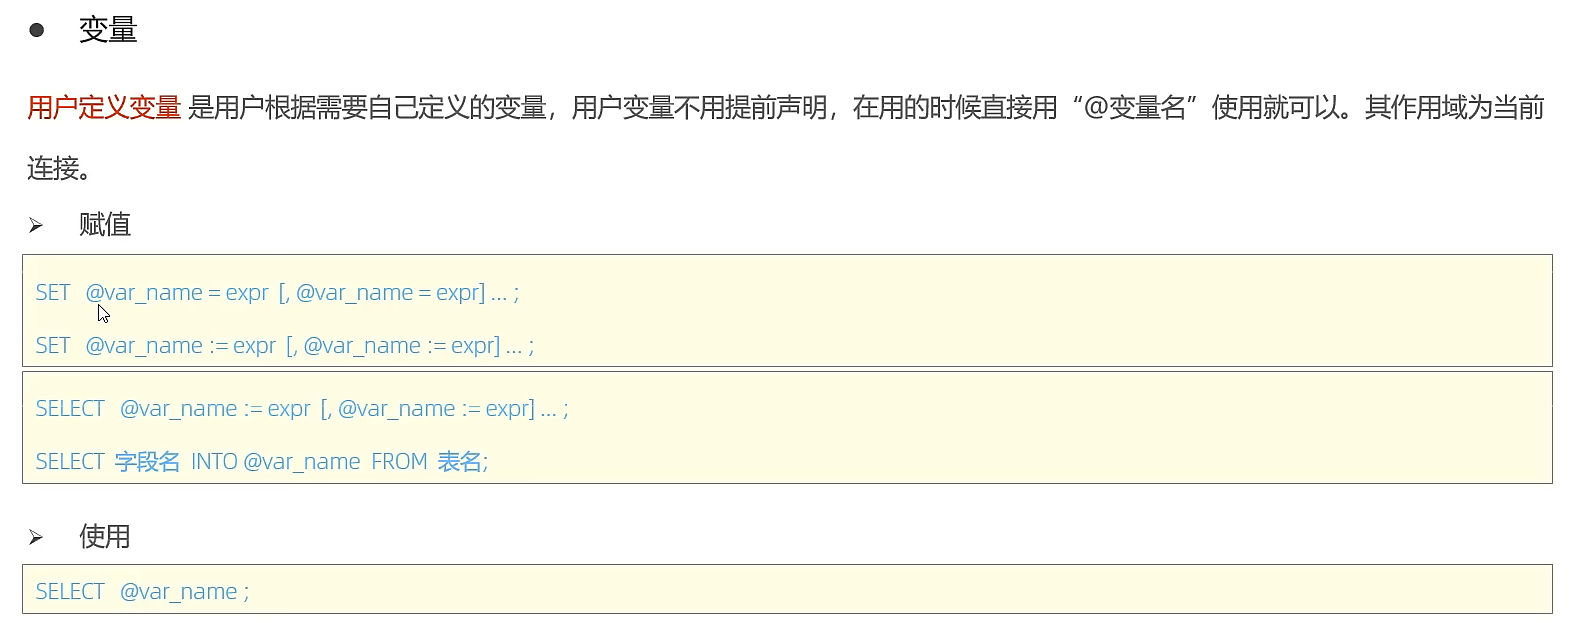 ● 变量
用户定义变量 是用户根据需要自己定义的变量，用户变量不用提前声明，在用的时候直接用“@变量名”使用就可以。其作用域为当前
连接。
➢ 赋值
SET @var_name = expr [, @var_name = expr] ... ;
SET @var_name := expr [, @var_name := expr] ... ;
SELECT @var_name := expr [, @var_name := expr] ... ;
SELECT 字段名 INTO @var_name FROM 表名;
➢ 使用
SELECT @var_name ;